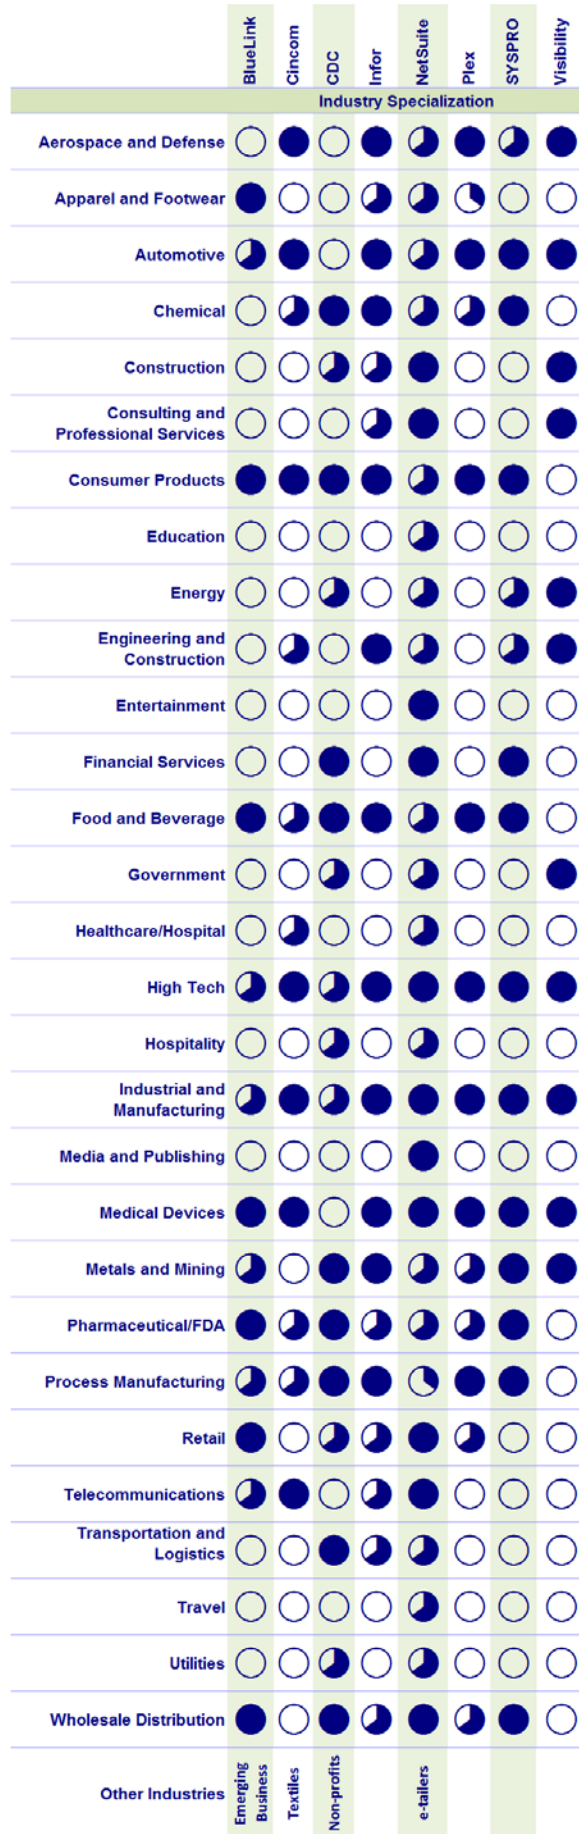 BlueLink
Cincom
CDC
Infor
NetSuite
Plex
SYSPRO
Visibility
Industry Specialization
Aerospace and Defense
Apparel and Footwear
Automotive
Chemical
Construction
Consulting and
Professional Services
Consumer Products
Education
Energy
Engineering and
Construction
Entertainment
Financial Services
Food and Beverage
Government
Healthcare/Hospital
High Tech
Hospitality
Industrial and
Manufacturing
Media and Publishing
Medical Devices
Metals and Mining
Pharmaceutical/FDA
Process Manufacturing
Retail
Telecommunications
Transportation and
Logistics
Travel
Utilities
Wholesale Distribution
Other Industries
Emerging
Business
Textiles
Non-profits
e-tailers